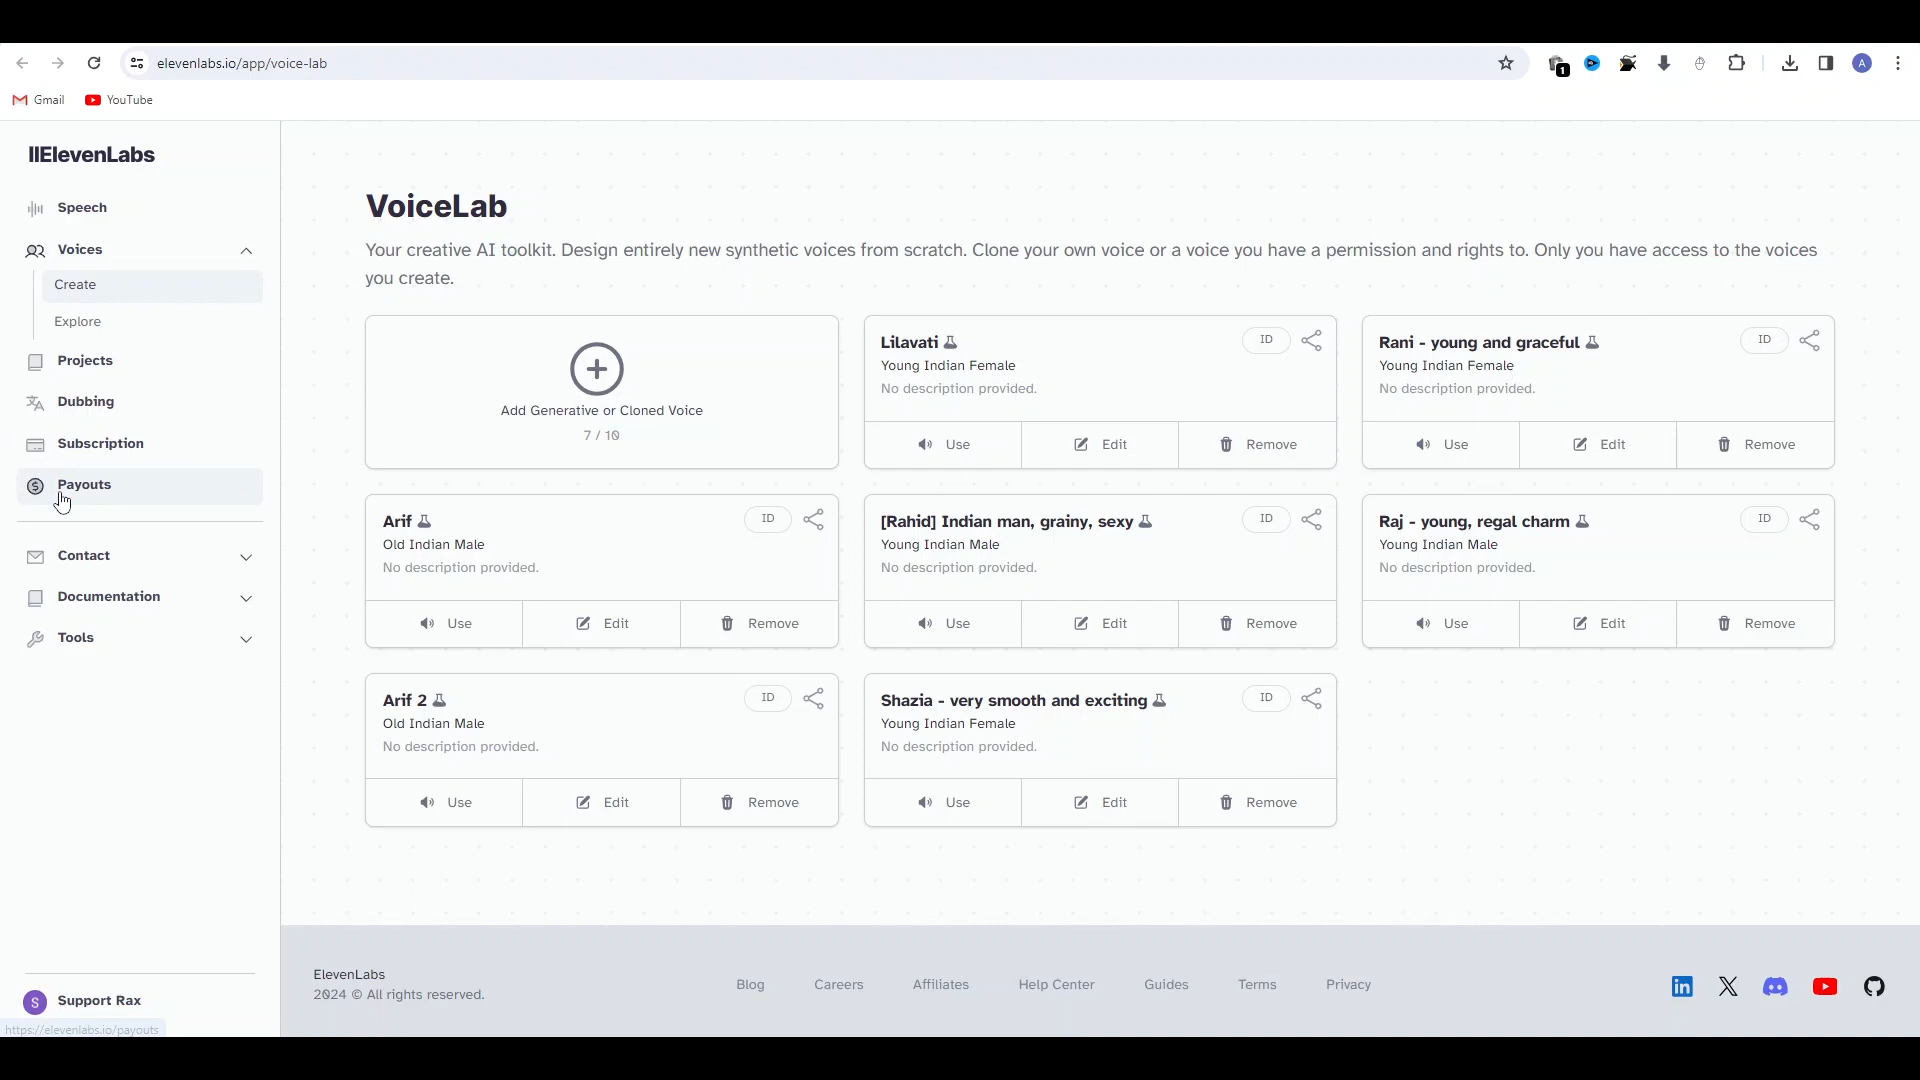 elevenlabs.io/app/voice-lab
1
A
Gmail
YouTube
IIElevenLabs
Speech
Voices
Create
Explore
Projects
Dubbing
Subscription
Payouts
Contact
Documentation
Tools
S
Support Rax
https://elevenlabs.io/payouts
VoiceLab
Your creative AI toolkit. Design entirely new synthetic voices from scratch. Clone your own voice or a voice you have a permission and rights to. Only you have access to the voices
you create.
Add Generative or Cloned Voice
7 / 10
Lilavati
ID
Young Indian Female
No description provided.
Use
Edit
Remove
Rani - young and graceful
ID
Young Indian Female
No description provided.
Use
Edit
Remove
Arif
ID
Old Indian Male
No description provided.
Use
Edit
Remove
[Rahid] Indian man, grainy, sexy
ID
Young Indian Male
No description provided.
Use
Edit
Remove
Raj - young, regal charm
ID
Young Indian Male
No description provided.
Use
Edit
Remove
Arif 2
ID
Old Indian Male
No description provided.
Use
Edit
Remove
Shazia - very smooth and exciting
ID
Young Indian Female
No description provided.
Use
Edit
Remove
ElevenLabs
2024 © All rights reserved.
Blog
Careers
Affiliates
Help Center
Guides
Terms
Privacy